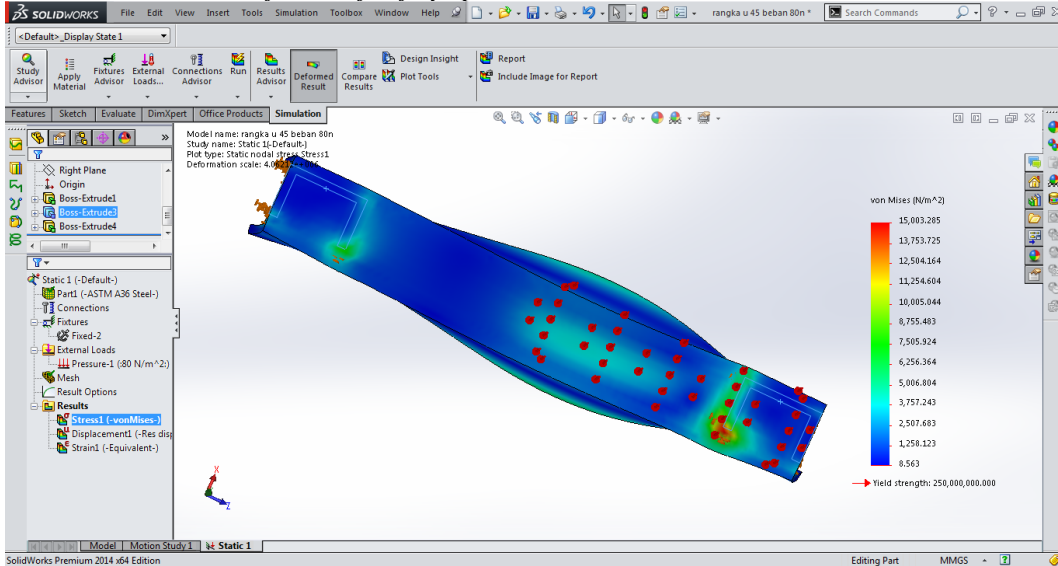 SOLIDWORKS File Edit View Insert Tools Simulation Toolbox Window Help rangka u 45 beban 80n * Search Commands
<Default>_Display State 1
Study Advisor
Apply Material
Fixtures Advisor
External Loads...
Connections Advisor
Run
Results Advisor
Deformed Result
Compare Results
Design Insight
Plot Tools
Report
Include Image for Report
Features Sketch Evaluate DimXpert Office Products Simulation
Model name: rangka u 45 beban 80n
Study name: Static 1(-Default-)
Plot type: Static nodal stress Stress1
Deformation scale:
Right Plane
Origin
Boss-Extrude1
Boss-Extrude3
Boss-Extrude4
Static 1 (-Default-)
Part1 (-ASTM A36 Steel-)
Connections
Fixtures
Fixed-2
External Loads
Pressure-1 (:80 N/m^2:)
Mesh
Result Options
Results
Stress1 (-vonMises-)
Displacement1 (-Res disp
Strain1 (-Equivalent-)
von Mises (N/m^2)
15,003.285
13,753.725
12,504.164
11,254.604
10,005.044
8,755.483
7,505.924
6,256.364
5,006.804
3,757.243
2,507.683
1,258.123
8.563
Yield strength: 250,000,000.000
X
Z
Model Motion Study 1 Static 1
SolidWorks Premium 2014 x64 Edition Editing Part MMGS